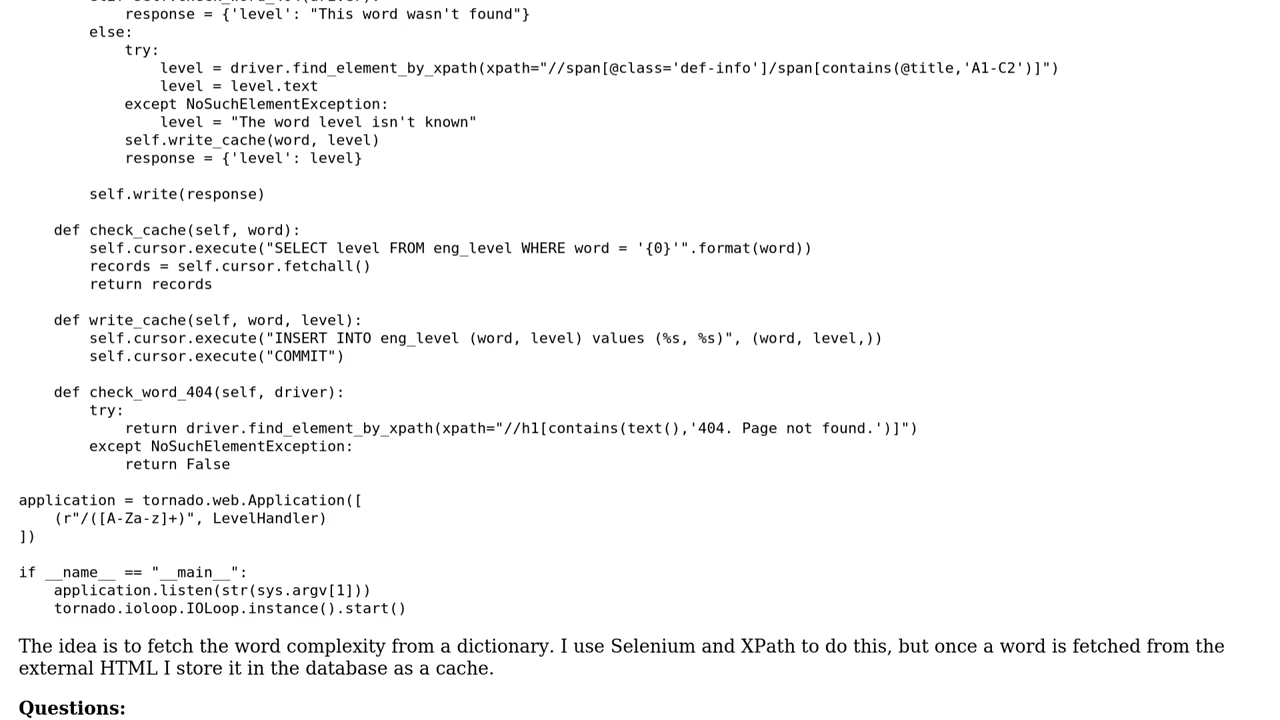 response = {'level': "This word wasn't found"}
else:
try:
level = driver.find_element_by_xpath(xpath="//span[@class='def-info']/span[contains(@title,'A1-C2')]")
level = level.text
except NoSuchElementException:
level = "The word level isn't known"
self.write_cache(word, level)
response = {'level': level}
self.write(response)
def check_cache(self, word):
self.cursor.execute("SELECT level FROM eng_level WHERE word = '{0}'".format(word))
records = self.cursor.fetchall()
return records
def write_cache(self, word, level):
self.cursor.execute("INSERT INTO eng_level (word, level) values (%s, %s)", (word, level,))
self.cursor.execute("COMMIT")
def check_word_404(self, driver):
try:
return driver.find_element_by_xpath(xpath="//h1[contains(text(),'404. Page not found.')]")
except NoSuchElementException:
return False
application = tornado.web.Application([
(r"/([A-Za-z]+)", LevelHandler)
])
if __name__ == "__main__":
application.listen(str(sys.argv[1]))
tornado.ioloop.IOLoop.instance().start()
The idea is to fetch the word complexity from a dictionary. I use Selenium and XPath to do this, but once a word is fetched from the
external HTML I store it in the database as a cache.
Questions: